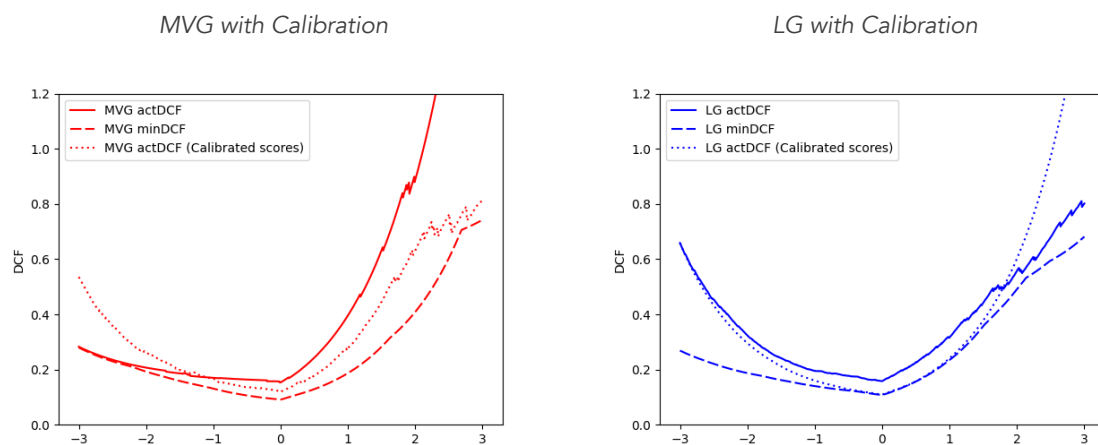 MVG with Calibration
LG with Calibration
1.2
1.0
0.8
0.6
0.4
0.2
0.0
DCF
MVG actDCF
MVG minDCF
MVG actDCF (Calibrated scores)
−3 −2 −1 0 1 2 3
1.2
1.0
0.8
0.6
0.4
0.2
0.0
DCF
LG actDCF
LG minDCF
LG actDCF (Calibrated scores)
−3 −2 −1 0 1 2 3